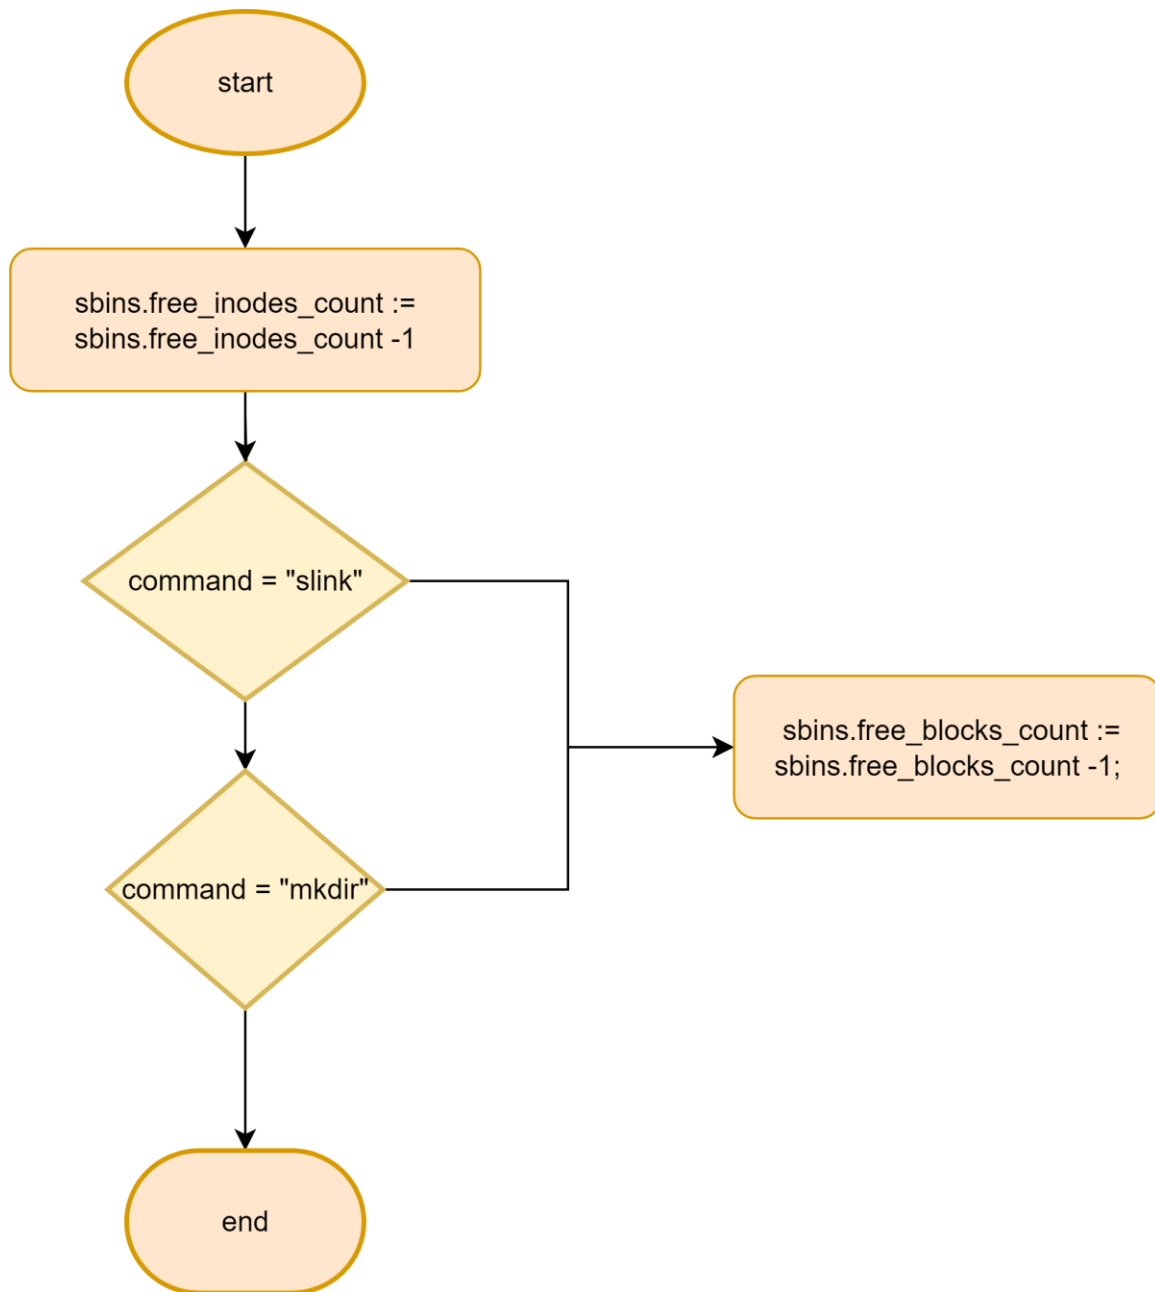 start
sbins.free_inodes_count :=
sbins.free_inodes_count -1
command = "slink"
sbins.free_blocks_count :=
sbins.free_blocks_count -1;
command = "mkdir"
end